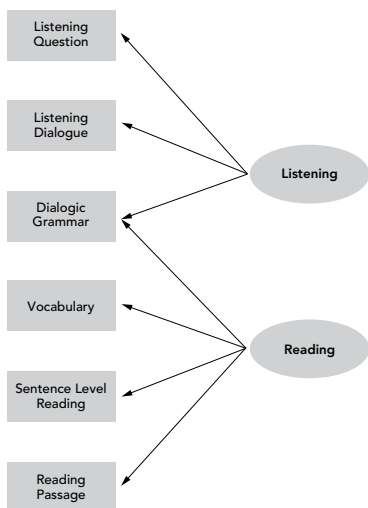 Listening
Question
Listening
Dialogue
Listening
Dialogic
Grammar
Vocabulary
Reading
Sentence Level
Reading
Reading
Passage